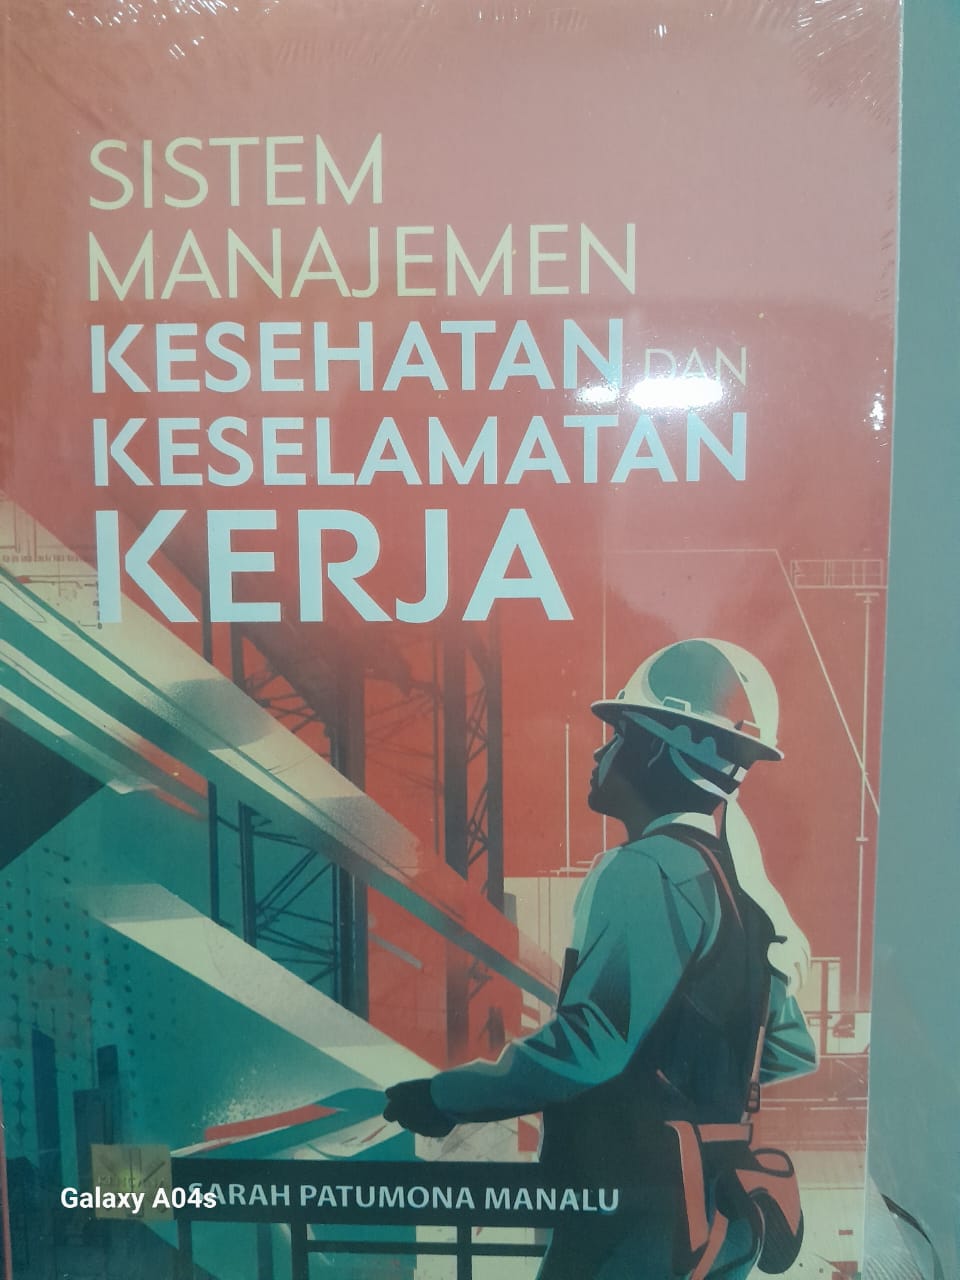 SISTEM
MANAJEMEN
KESEHATAN DAN
KESELAMATAN
KERJA
SARAH PATUMONA MANALU
Galaxy A04s